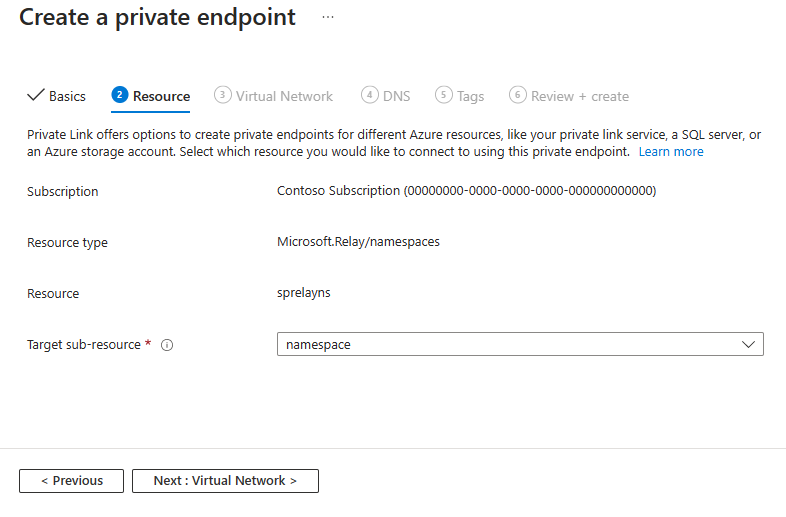 Create a private endpoint ...
Basics 2 Resource 3 Virtual Network 4 DNS 5 Tags 6 Review + create
Private Link offers options to create private endpoints for different Azure resources, like your private link service, a SQL server, or
an Azure storage account. Select which resource you would like to connect to using this private endpoint. Learn more
Subscription Contoso Subscription (00000000-0000-0000-0000-000000000000)
Resource type Microsoft.Relay/namespaces
Resource sprelayns
Target sub-resource * namespace
< Previous Next : Virtual Network >